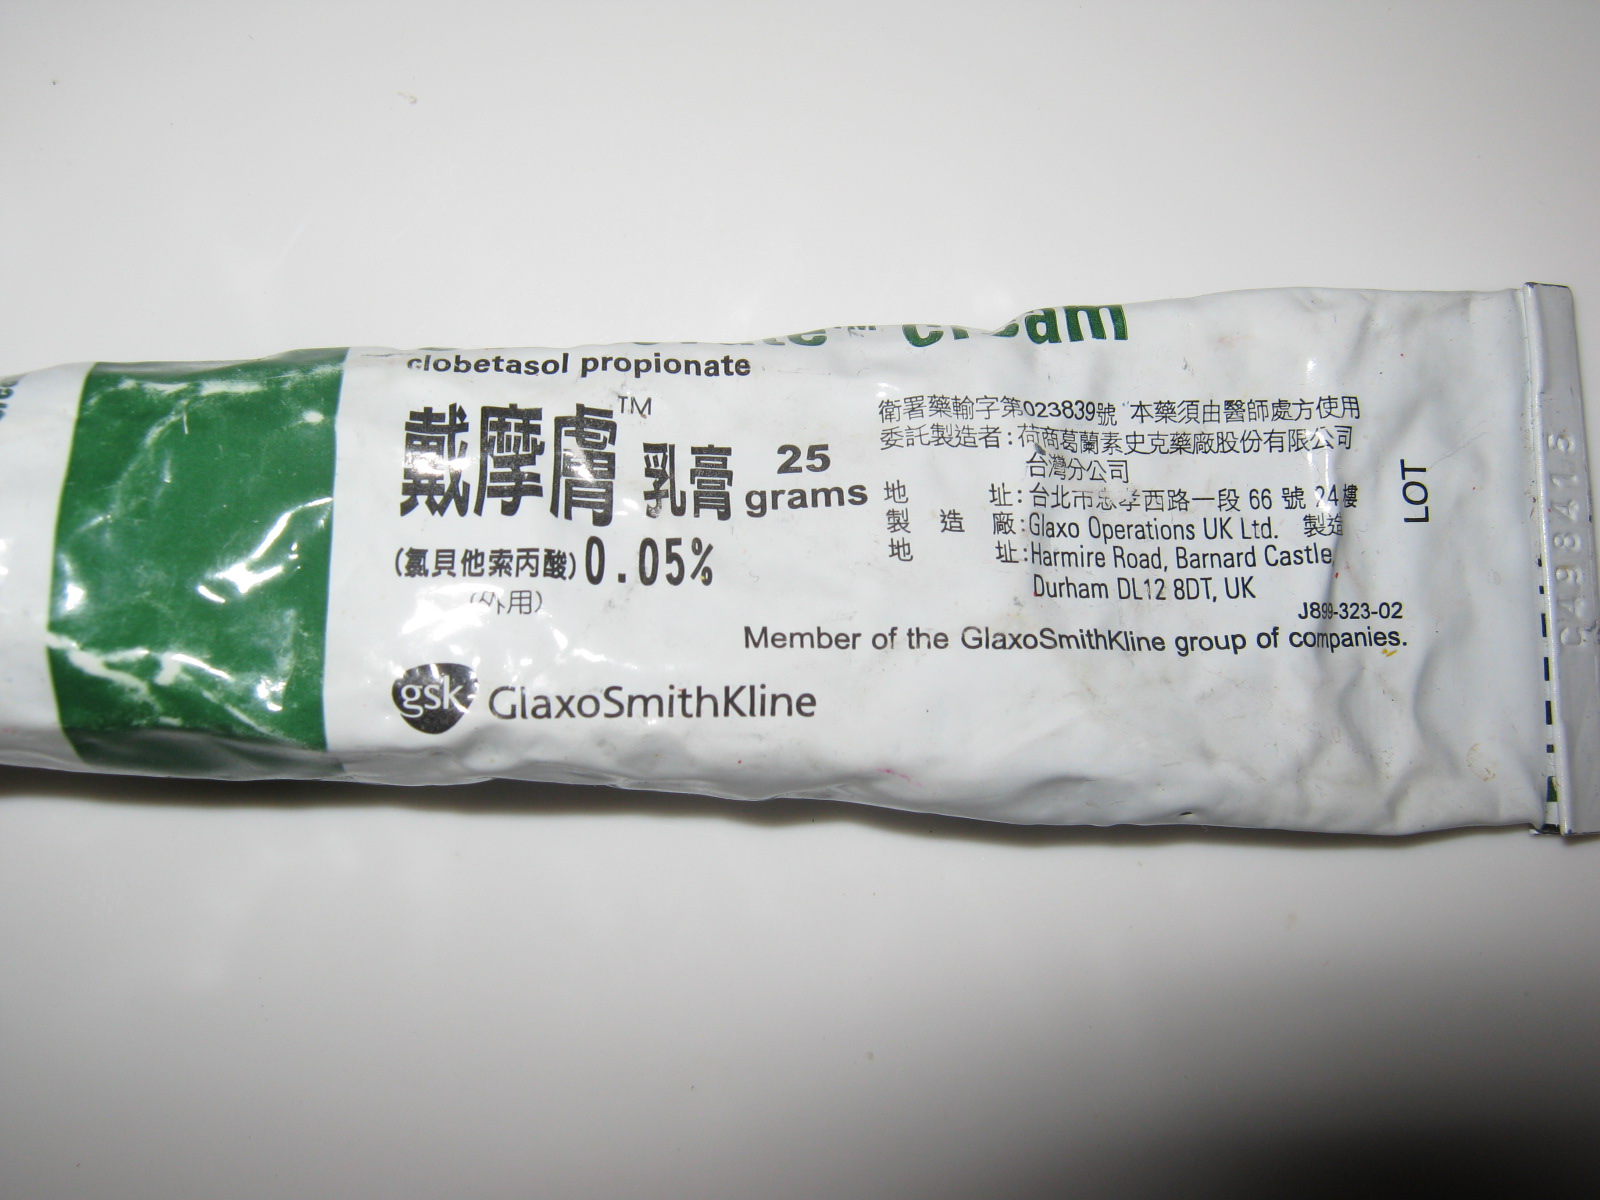 cream
clobetasol propionate
戴摩膚™ 乳膏 25 grams
(氯貝他索丙酸) 0.05%
(外用)
gsk GlaxoSmithKline
衛署藥輸字第023839號 本藥須由醫師處方使用
委託製造者:荷商葛蘭素史克藥廠股份有限公司
台灣分公司
地 址:台北市忠孝西路一段 66 號 24樓
製 造 廠:Glaxo Operations UK Ltd. 製造
地 址:Harmire Road, Barnard Castle,
Durham DL12 8DT, UK
J899-323-02
Member of the GlaxoSmithKline group of companies.
LOT